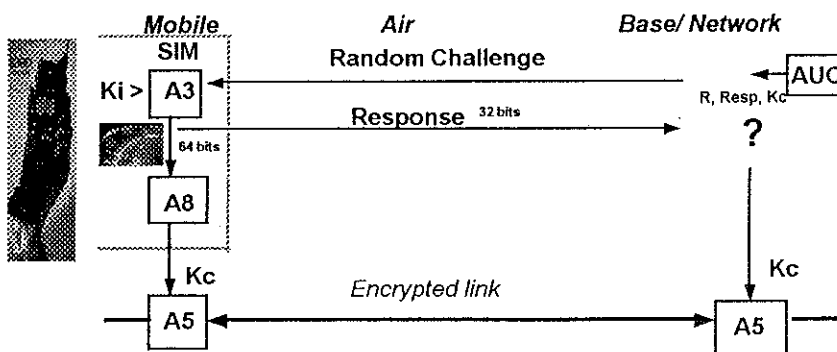 Mobile Air Base/ Network
SIM
Random Challenge
Ki > A3 AUC
R, Resp, Kc
Response 32 bits
?
64 bits
A8
Kc Kc
Encrypted link
A5 A5